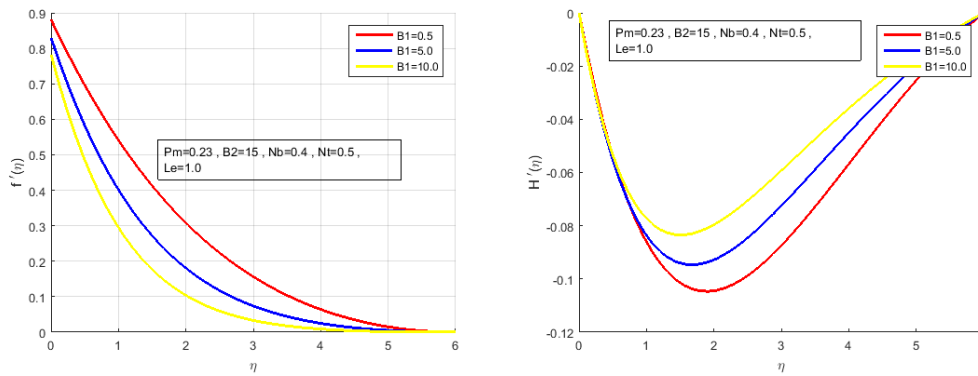 0.9
0.8
0.7
0.6
0.5
0.4
0.3
0.2
0.1
0
f '(η)
B1=0.5
B1=5.0
B1=10.0
Pm=0.23 , B2=15 , Nb=0.4 , Nt=0.5 ,
Le=1.0
0 1 2 3 4 5 6
η
0
-0.02
-0.04
-0.06
-0.08
-0.1
-0.12
H '(η)
Pm=0.23 , B2=15 , Nb=0.4 , Nt=0.5 ,
Le=1.0
B1=0.5
B1=5.0
B1=10.0
0 1 2 3 4 5
η